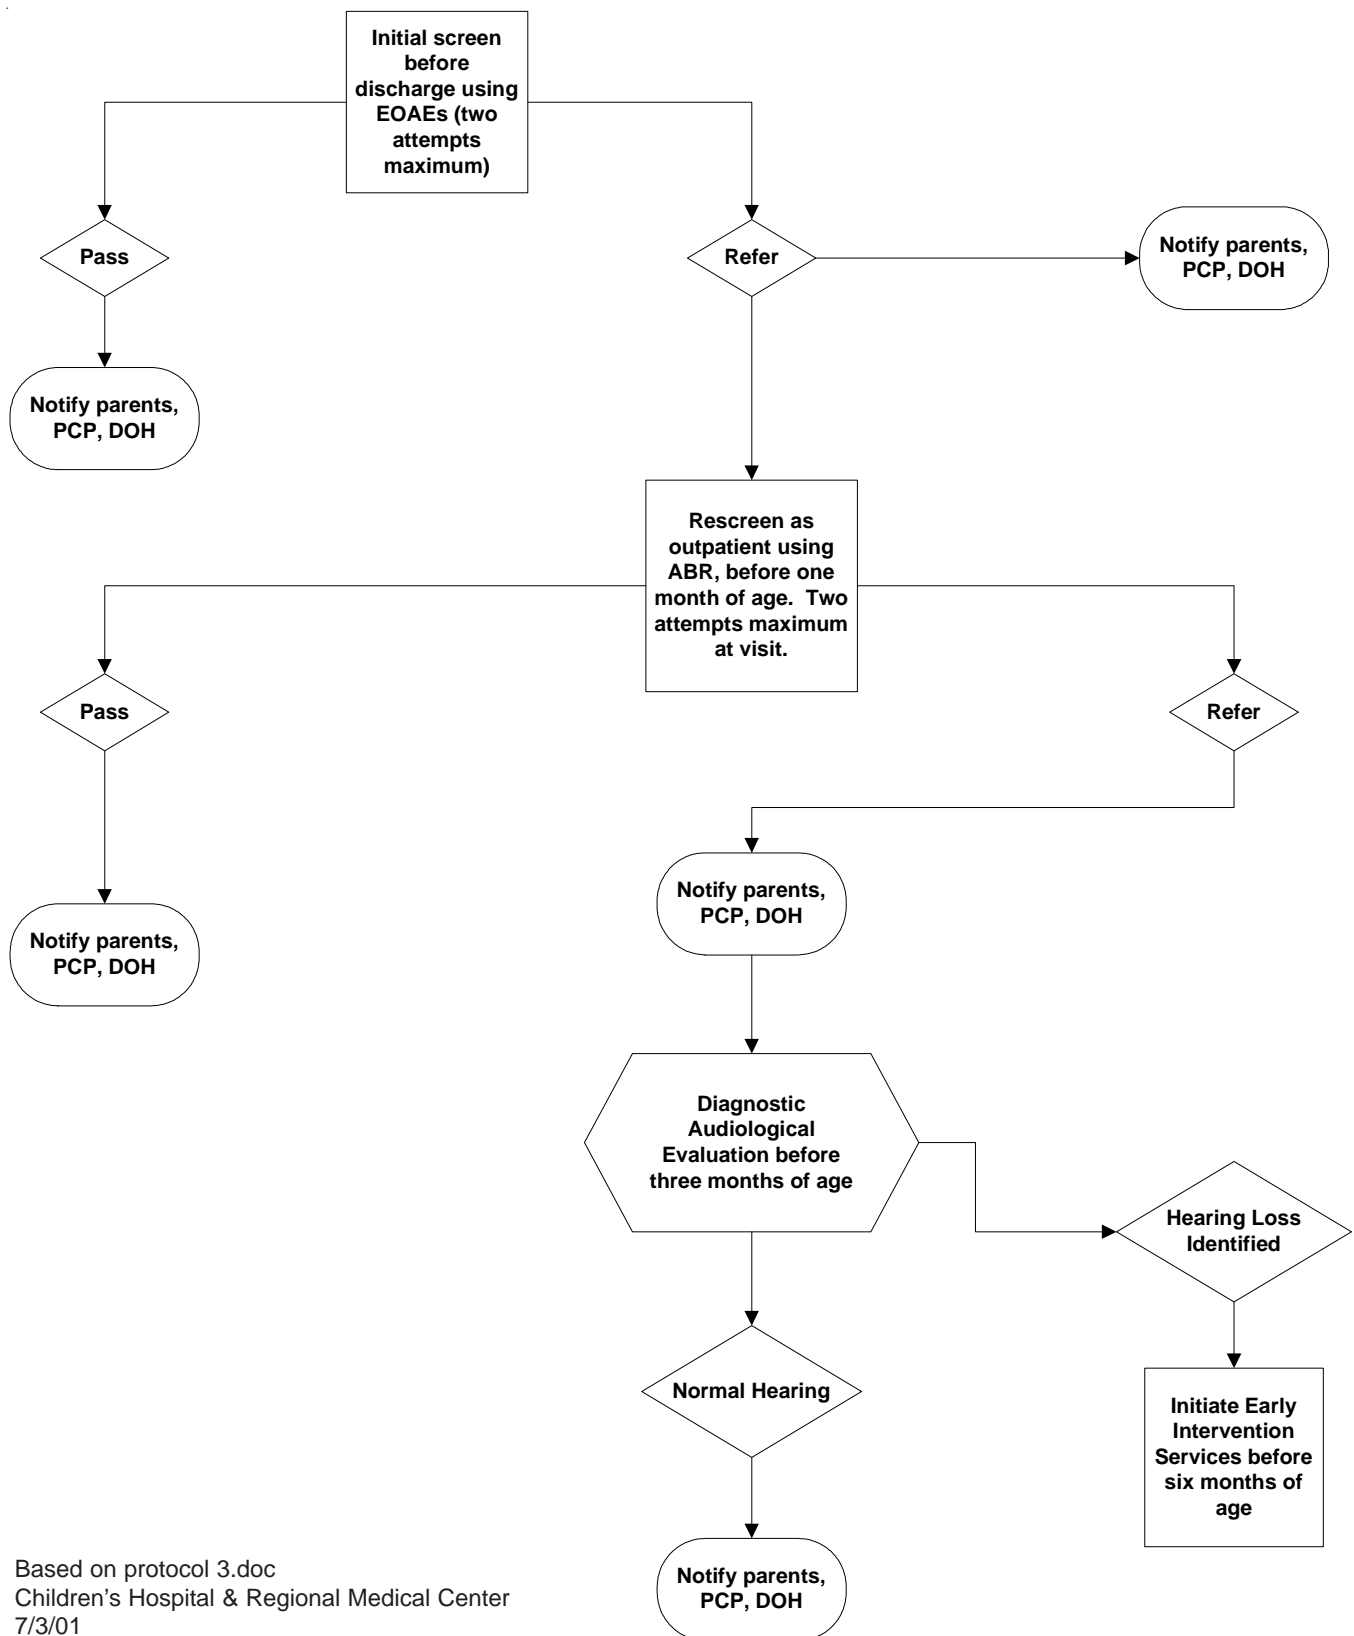 Initial screen
before
discharge using
EOAEs (two
attempts
maximum)
Pass
Refer
Notify parents,
PCP, DOH
Notify parents,
PCP, DOH
Rescreen as
outpatient using
ABR, before one
month of age.  Two
attempts maximum
at visit.
Pass
Refer
Notify parents,
PCP, DOH
Notify parents,
PCP, DOH
Diagnostic
Audiological
Evaluation before
three months of age
Hearing Loss
Identified
Normal Hearing
Initiate Early
Intervention
Services before
six months of
age
Notify parents,
PCP, DOH
Based on protocol 3.doc
Children's Hospital & Regional Medical Center
7/3/01